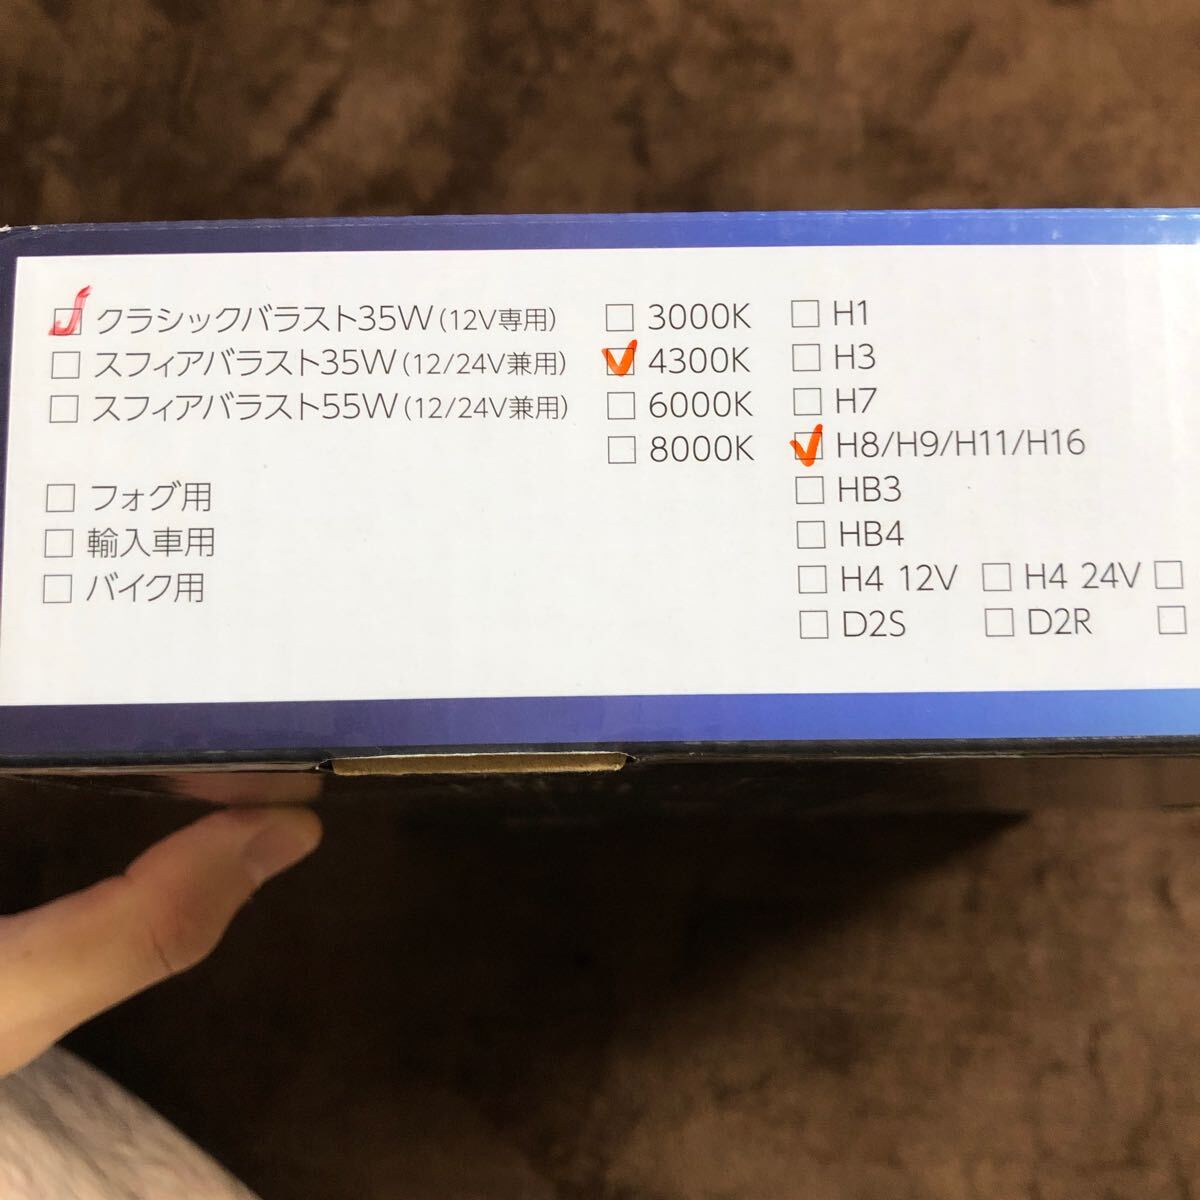 クラシックバラスト35W(12V専用)
スフィアバラスト35W(12/24V兼用)
スフィアバラスト55W(12/24V兼用)
フォグ用
輸入車用
バイク用
3000K
4300K
6000K
8000K
H1
H3
H7
H8/H9/H11/H16
HB3
HB4
H4 12V H4 24V
D2S D2R